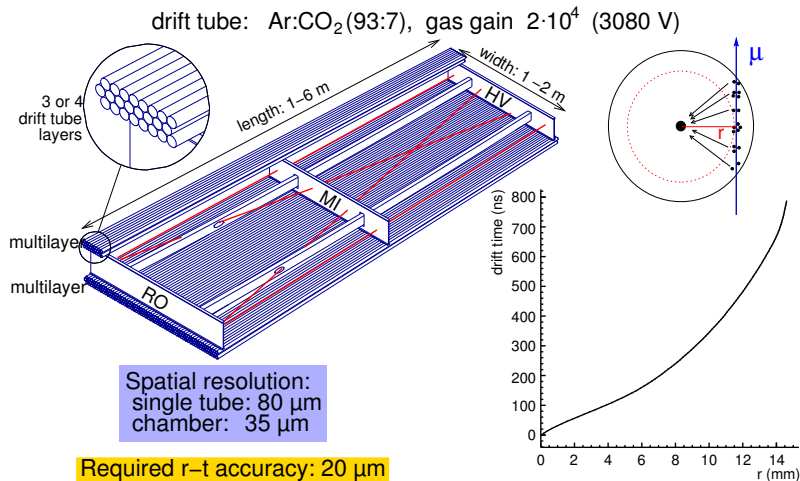 drift tube: Ar:CO2(93:7), gas gain 2·10⁴ (3080 V)
3 or 4
drift tube
layers
length: 1−6 m
width: 1−2 m
HV
MI
RO
multilayer
multilayer
μ
r
drift time (ns)
800
700
600
500
400
300
200
100
0
0 2 4 6 8 10 12 14
r (mm)
Spatial resolution:
single tube: 80 μm
chamber: 35 μm
Required r−t accuracy: 20 μm